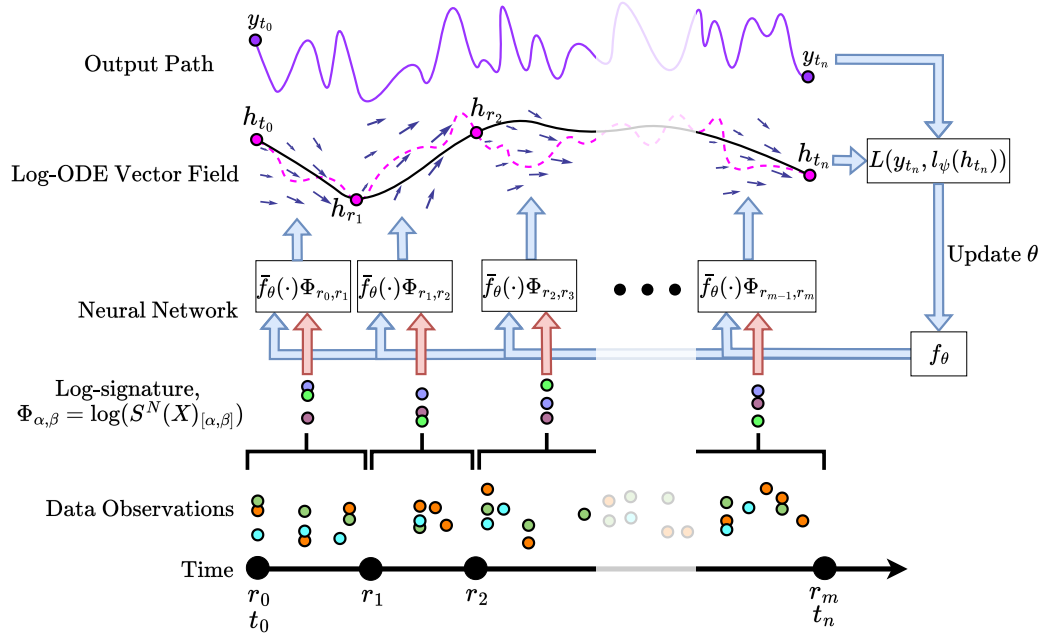 y_{t_0}
Output Path
y_{t_n}
h_{t_0}
h_{r_2}
Log-ODE Vector Field
h_{r_1}
h_{t_n}
L(y_{t_n}, l_ψ(h_{t_n}))
Update θ
Neural Network
f̄_θ(·)Φ_{r_0,r_1}
f̄_θ(·)Φ_{r_1,r_2}
f̄_θ(·)Φ_{r_2,r_3}
f̄_θ(·)Φ_{r_{m-1},r_m}
f_θ
Log-signature,
Φ_{α,β} = log(S^N(X)_{[α,β]})
Data Observations
Time
r_0 r_1 r_2 r_m
t_0 t_n